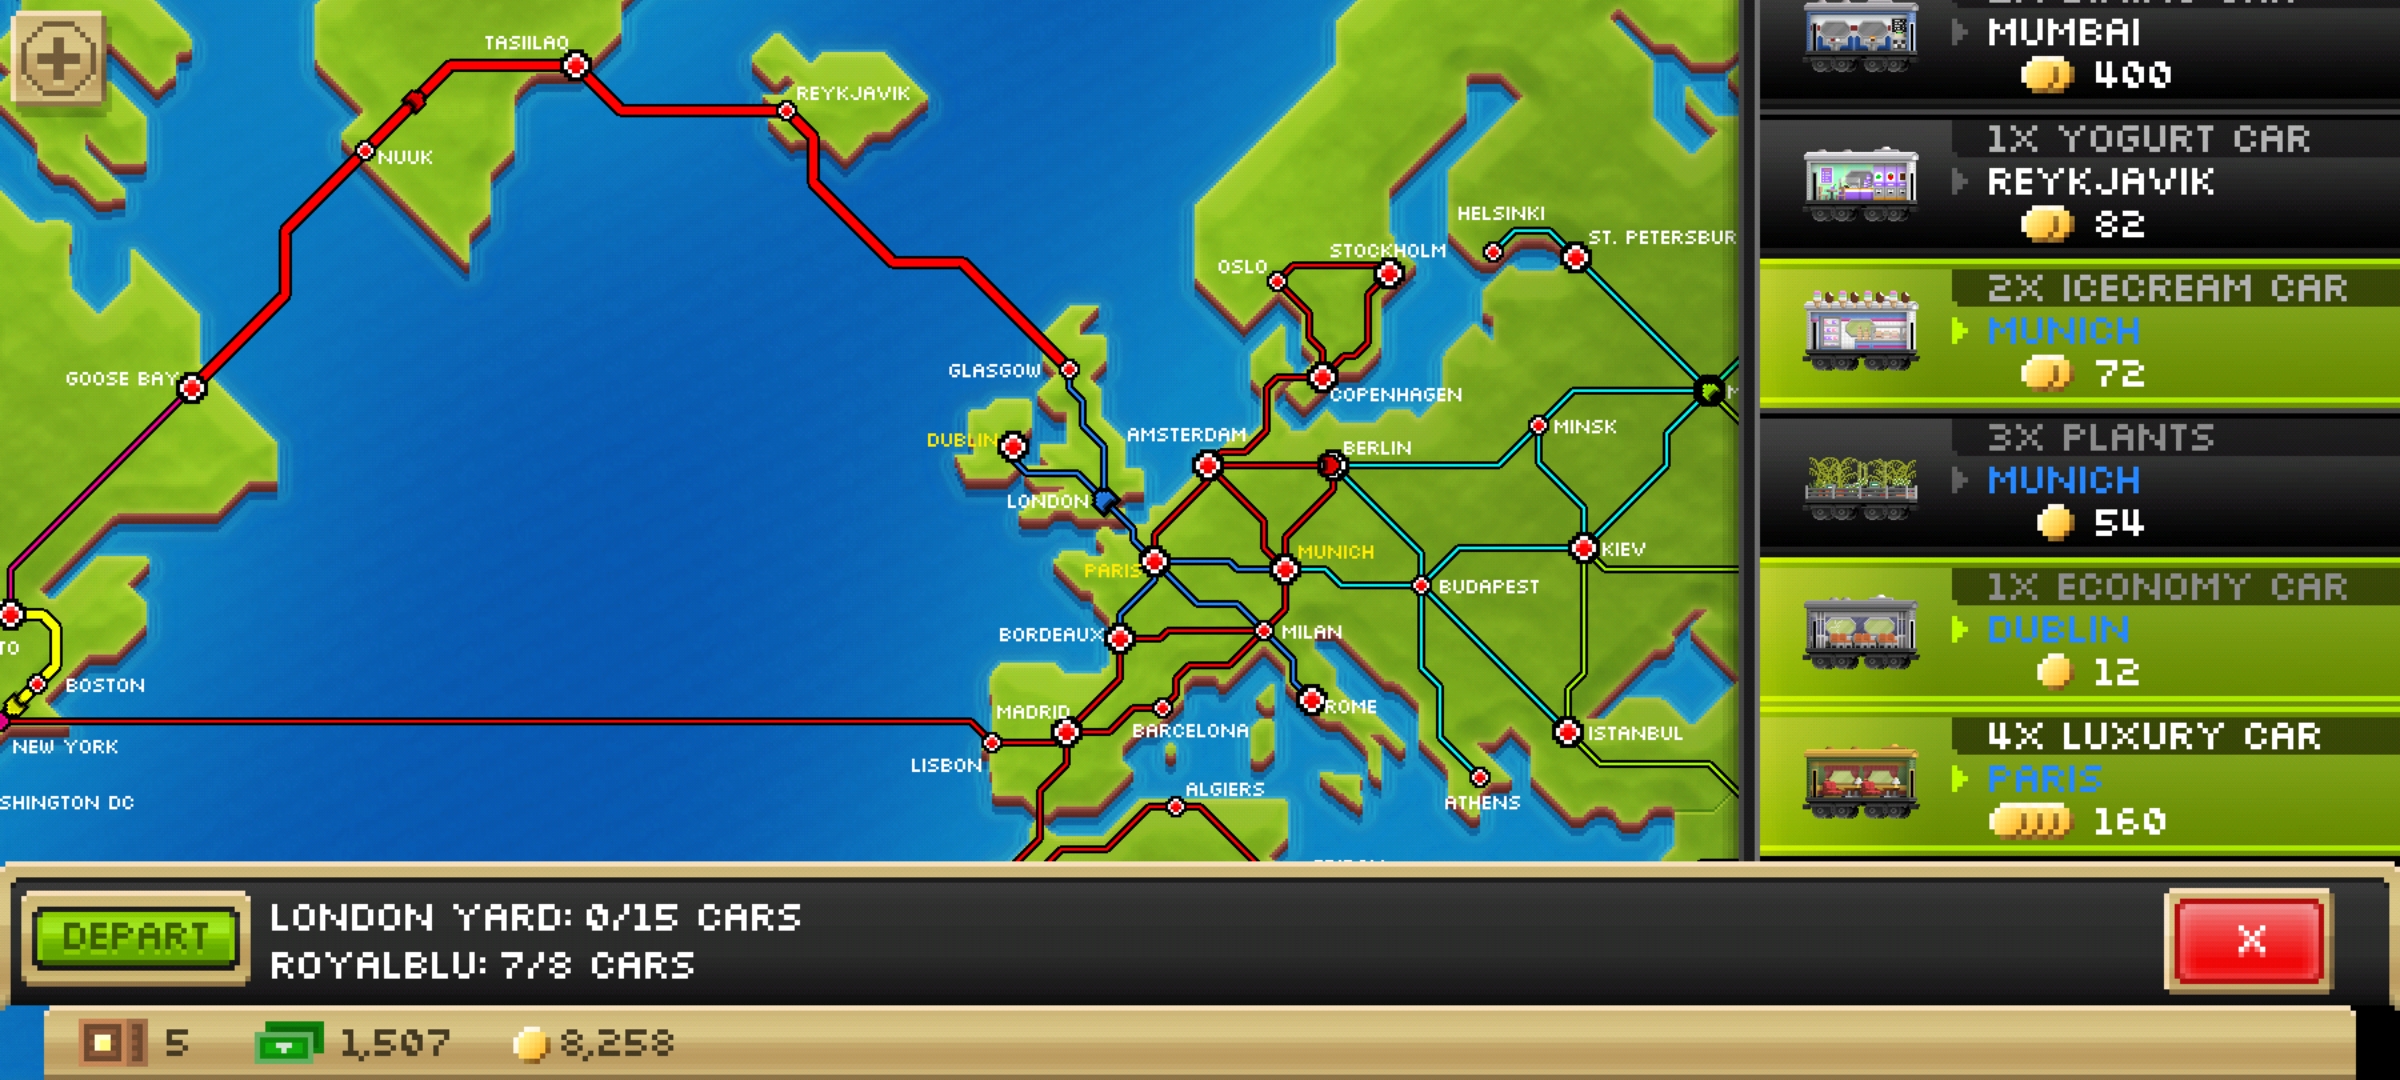 TASIILAQ
REYKJAVIK
NUUK
HELSINKI
ST. PETERSBUR
STOCKHOLM
OSLO
GOOSE BAY
GLASGOW
COPENHAGEN
MINSK
DUBLIN
AMSTERDAM
BERLIN
LONDON
MUNICH
KIEV
PARIS
BUDAPEST
BORDEAUX
MILAN
TO
BOSTON
MADRID
ROME
BARCELONA
ISTANBUL
NEW YORK
LISBON
SHINGTON DC
ALGIERS
ATHENS
MUMBAI
400
1X YOGURT CAR
REYKJAVIK
82
2X ICECREAM CAR
MUNICH
72
3X PLANTS
MUNICH
54
1X ECONOMY CAR
DUBLIN
12
4X LUXURY CAR
PARIS
160
DEPART
LONDON YARD: 0/15 CARS
ROYALBLU: 7/8 CARS
X
5
1,507
8,258